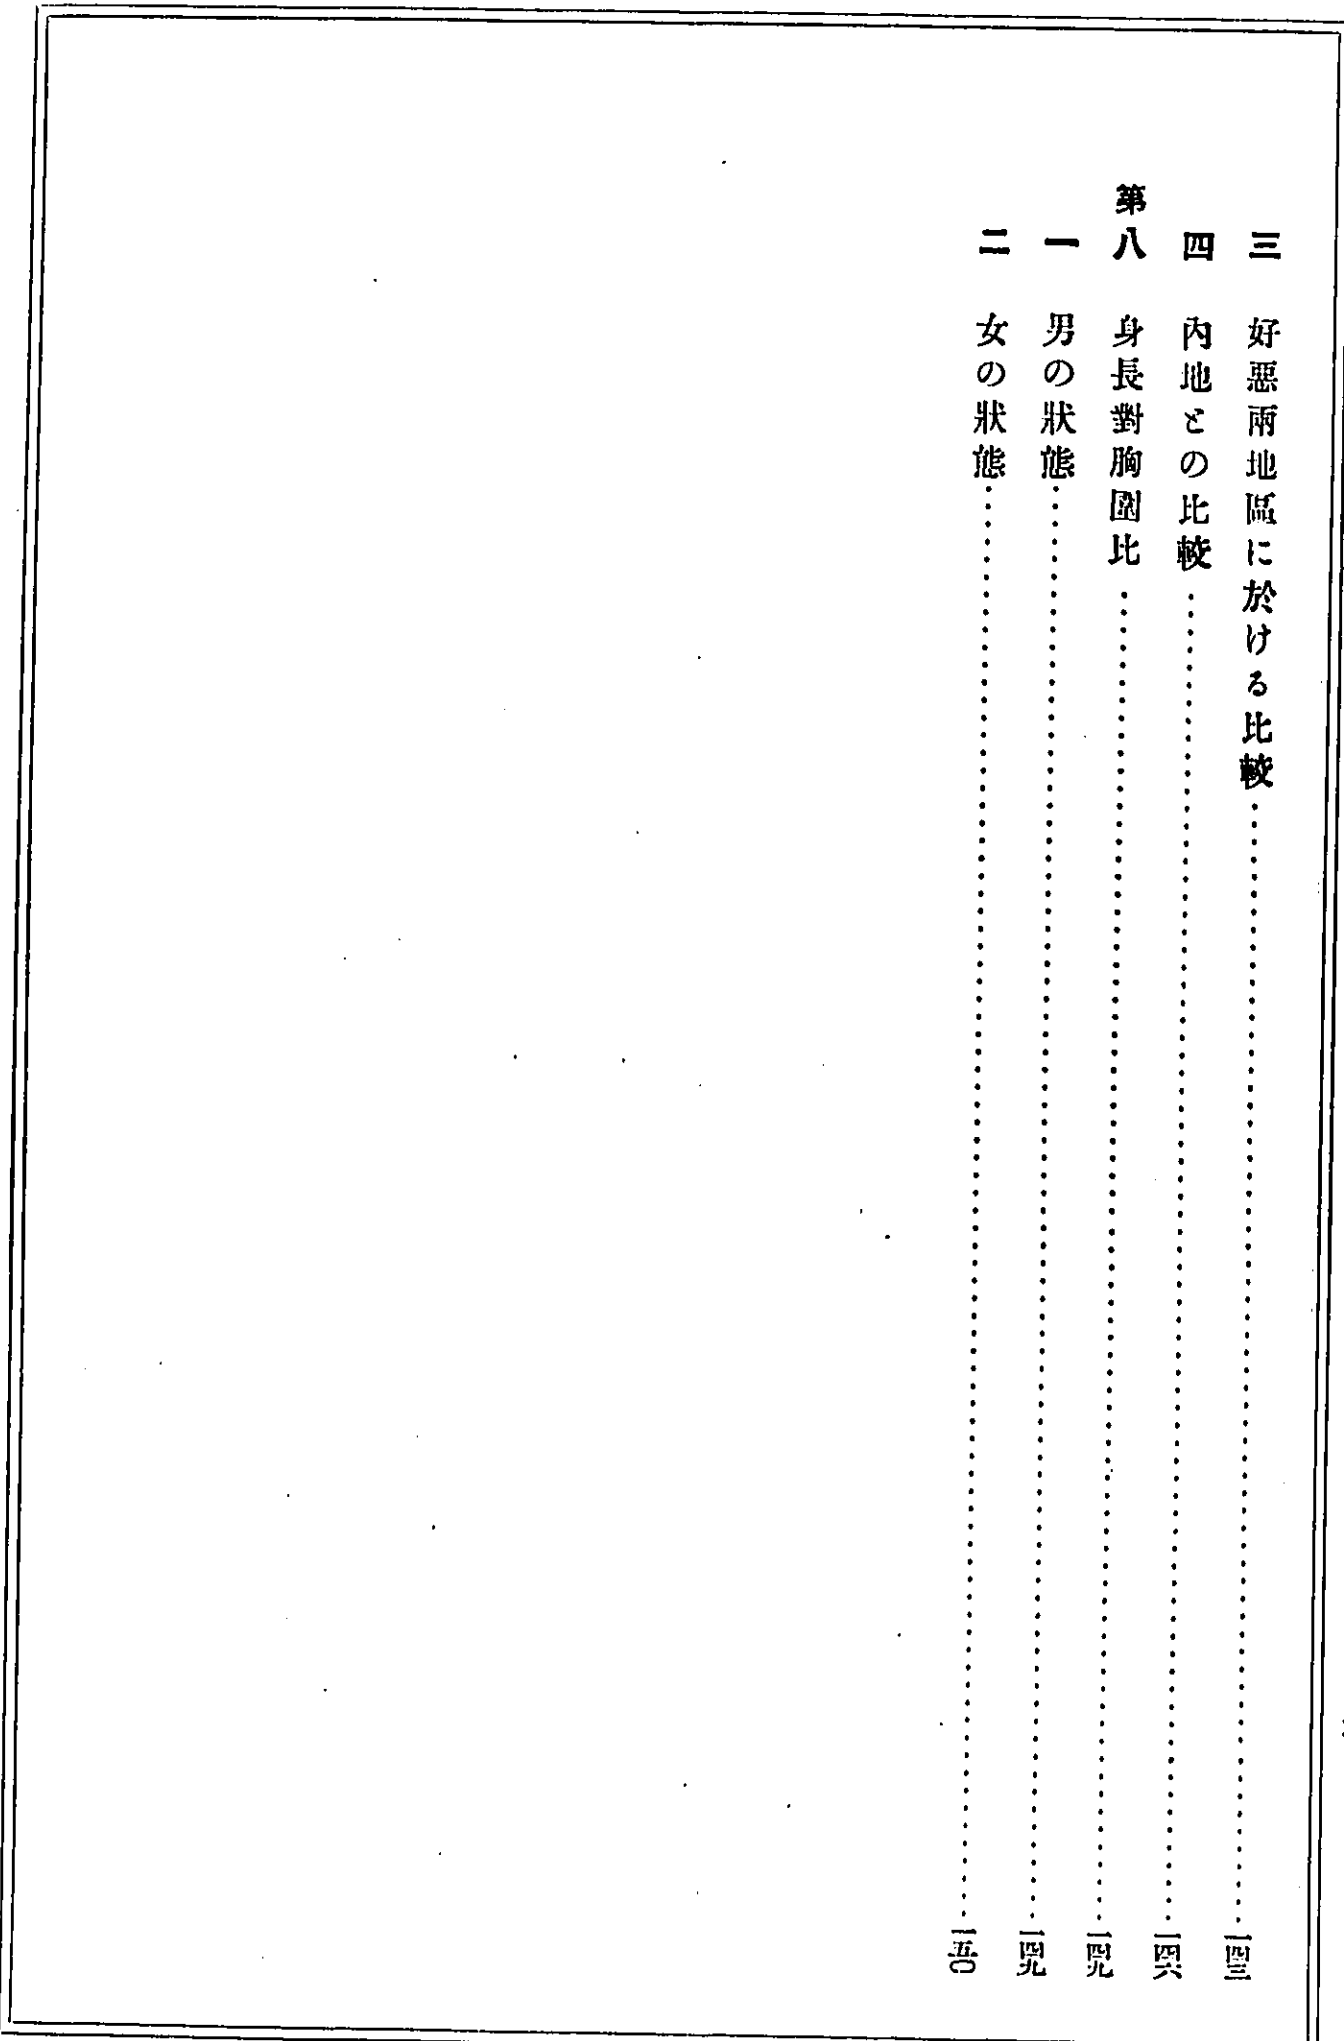 三 好惡兩地區に於ける比較……一四三
四 內地との比較……一四六
第八 身長對胸圍比……一四九
一 男の狀態……一四九
二 女の狀態……一五〇